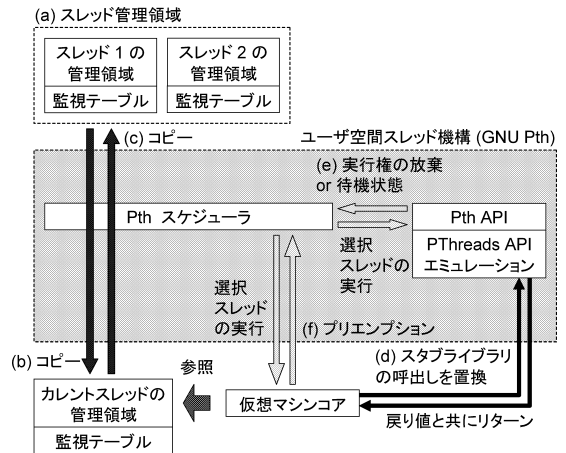 (a) スレッド管理領域
スレッド 1 の
管理領域
監視テーブル
スレッド 2 の
管理領域
監視テーブル
(c) コピー
ユーザ空間スレッド機構 (GNU Pth)
(e) 実行権の放棄
or 待機状態
Pth スケジューラ
Pth API
PThreads API
エミュレーション
選択
スレッドの
実行
選択
スレッド
の実行
(f) プリエンプション
(b) コピー
(d) スタブライブラリ
の呼出しを置換
カレントスレッドの
管理領域
監視テーブル
参照
仮想マシンコア
戻り値と共にリターン